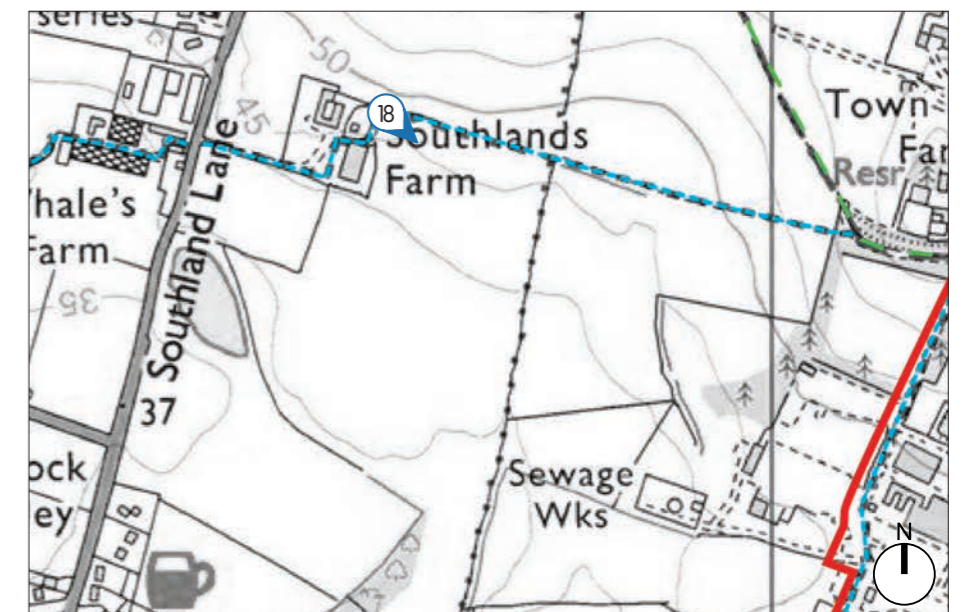 series
50
45
18
Southlands
Farm
Town
Far
Resr
hale's
arm
35
Southland Lane
37
ock
ey
Sewage
Wks
N